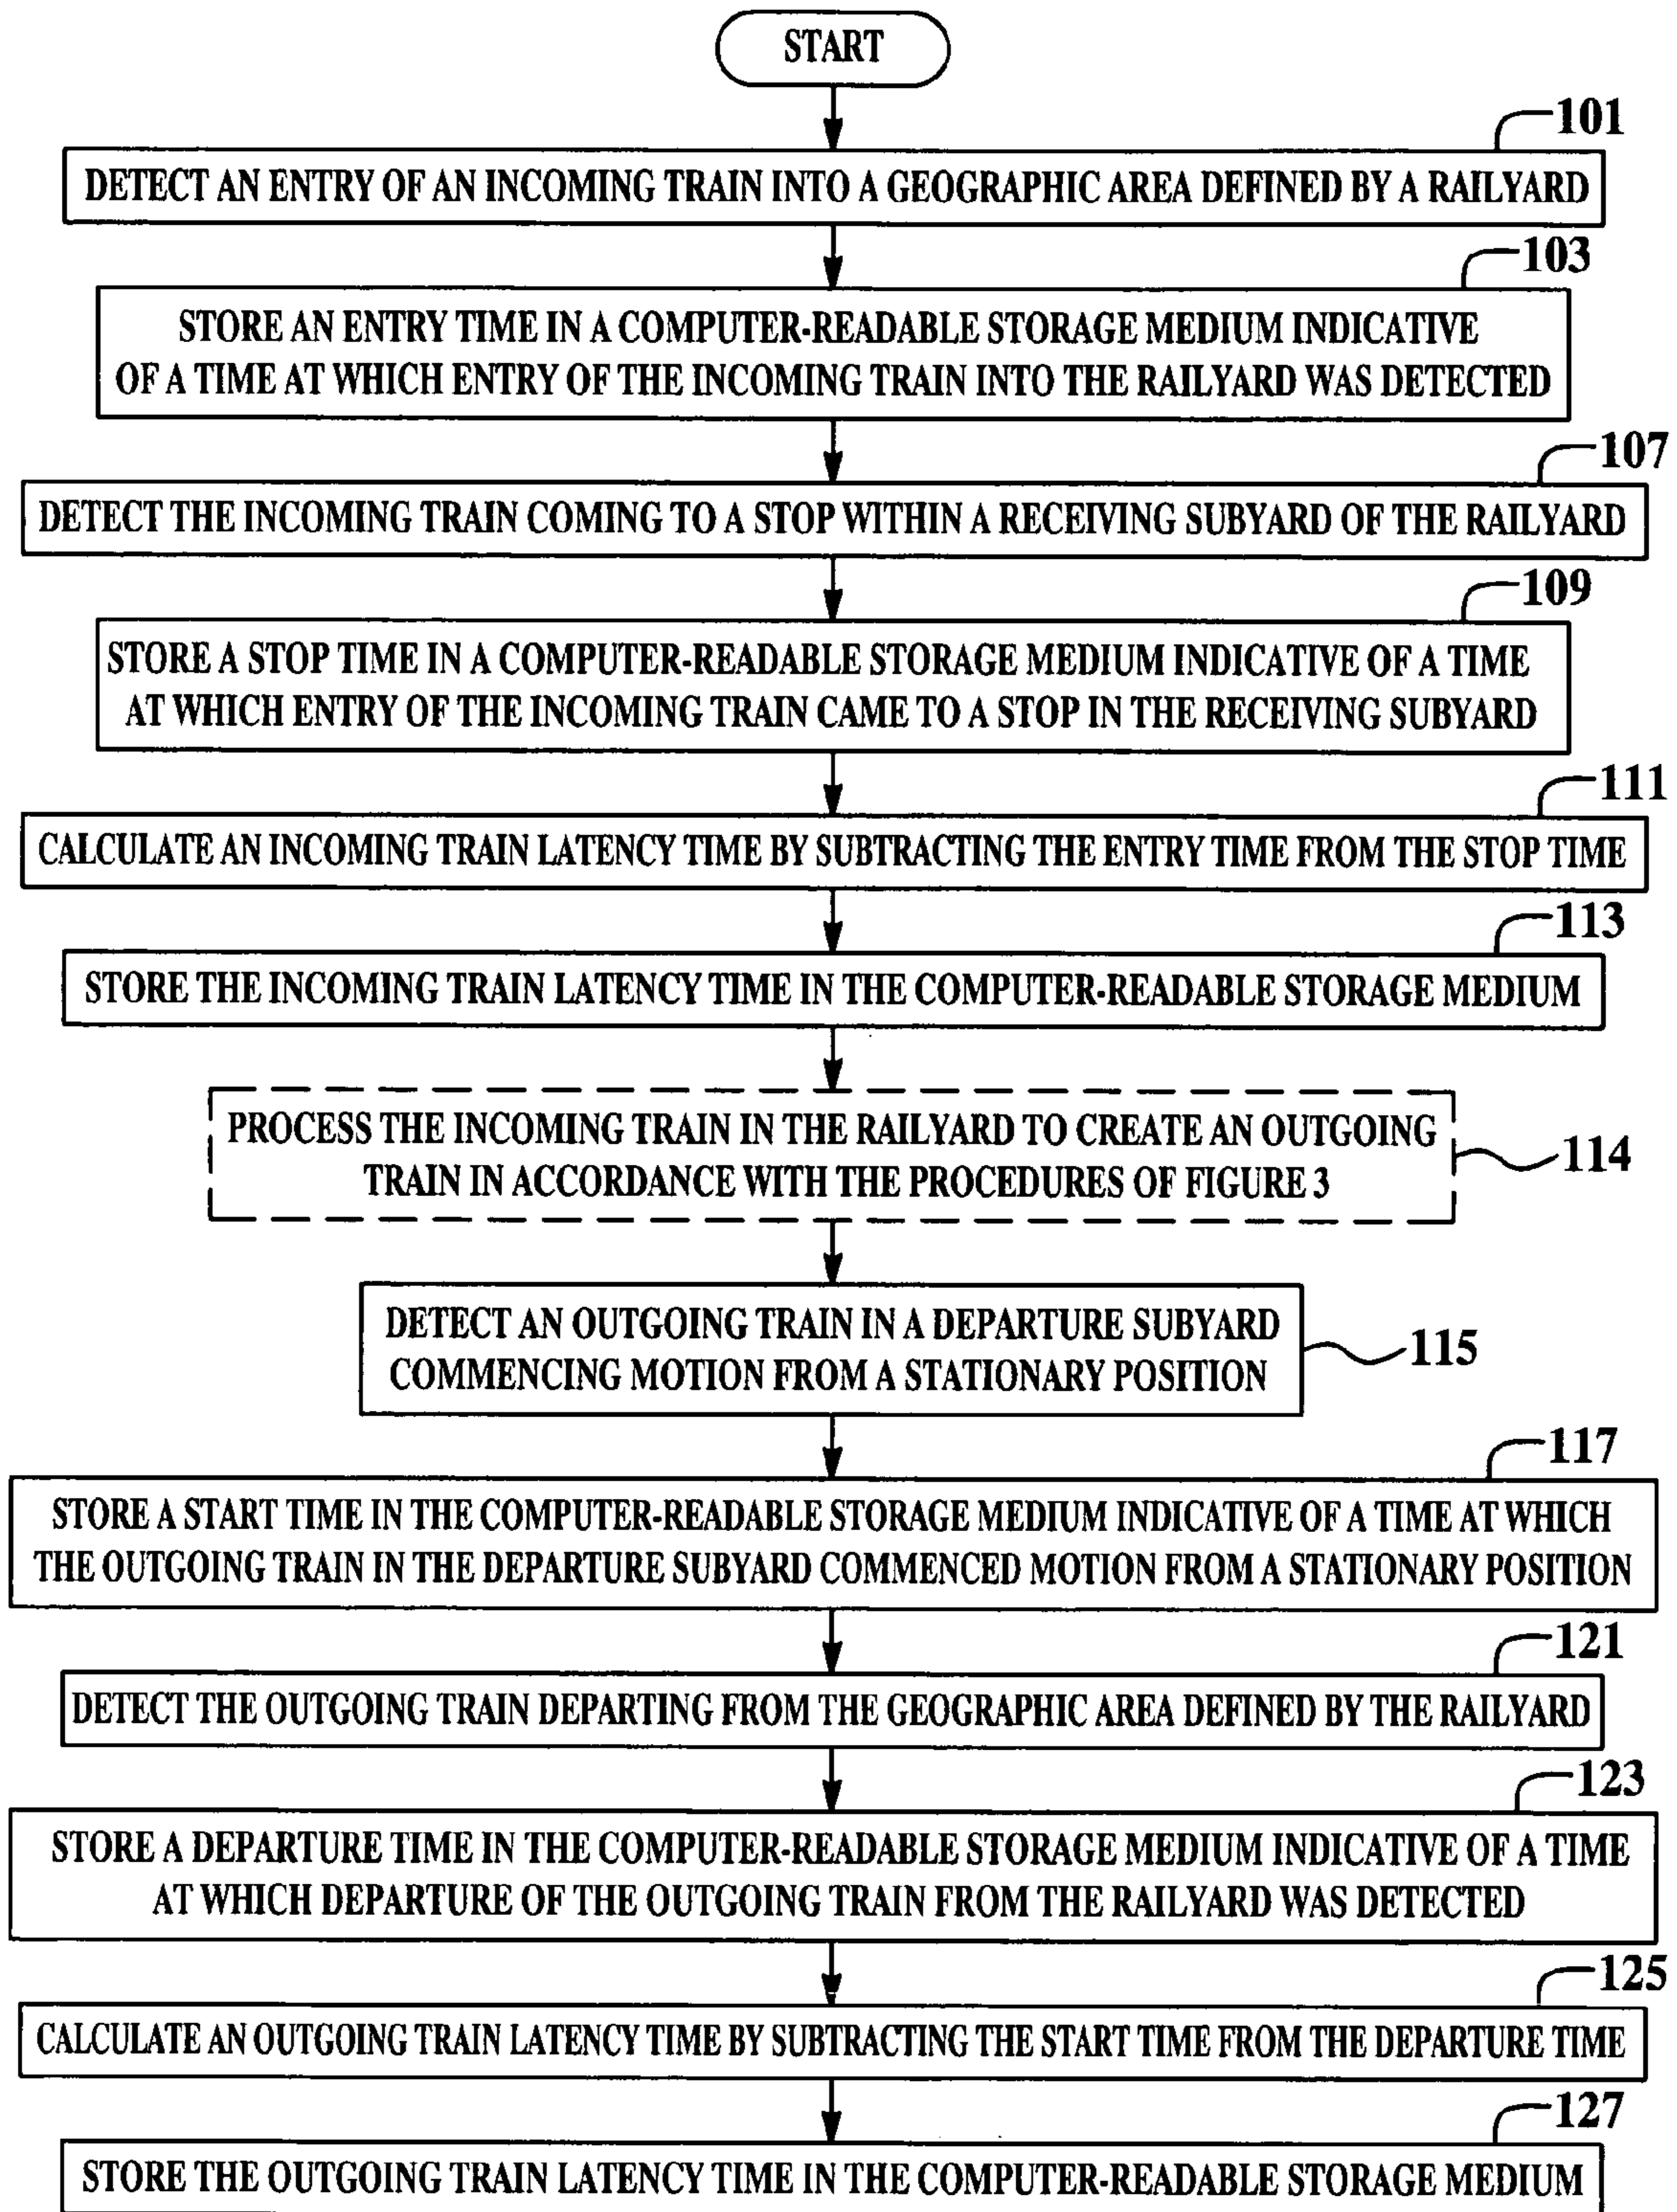 START
101
DETECT AN ENTRY OF AN INCOMING TRAIN INTO A GEOGRAPHIC AREA DEFINED BY A RAILYARD
103
STORE AN ENTRY TIME IN A COMPUTER-READABLE STORAGE MEDIUM INDICATIVE
OF A TIME AT WHICH ENTRY OF THE INCOMING TRAIN INTO THE RAILYARD WAS DETECTED
107
DETECT THE INCOMING TRAIN COMING TO A STOP WITHIN A RECEIVING SUBYARD OF THE RAILYARD
109
STORE A STOP TIME IN A COMPUTER-READABLE STORAGE MEDIUM INDICATIVE OF A TIME
AT WHICH ENTRY OF THE INCOMING TRAIN CAME TO A STOP IN THE RECEIVING SUBYARD
111
CALCULATE AN INCOMING TRAIN LATENCY TIME BY SUBTRACTING THE ENTRY TIME FROM THE STOP TIME
113
STORE THE INCOMING TRAIN LATENCY TIME IN THE COMPUTER-READABLE STORAGE MEDIUM
PROCESS THE INCOMING TRAIN IN THE RAILYARD TO CREATE AN OUTGOING
TRAIN IN ACCORDANCE WITH THE PROCEDURES OF FIGURE 3
114
DETECT AN OUTGOING TRAIN IN A DEPARTURE SUBYARD
COMMENCING MOTION FROM A STATIONARY POSITION
115
117
STORE A START TIME IN THE COMPUTER-READABLE STORAGE MEDIUM INDICATIVE OF A TIME AT WHICH
THE OUTGOING TRAIN IN THE DEPARTURE SUBYARD COMMENCED MOTION FROM A STATIONARY POSITION
121
DETECT THE OUTGOING TRAIN DEPARTING FROM THE GEOGRAPHIC AREA DEFINED BY THE RAILYARD
123
STORE A DEPARTURE TIME IN THE COMPUTER-READABLE STORAGE MEDIUM INDICATIVE OF A TIME
AT WHICH DEPARTURE OF THE OUTGOING TRAIN FROM THE RAILYARD WAS DETECTED
125
CALCULATE AN OUTGOING TRAIN LATENCY TIME BY SUBTRACTING THE START TIME FROM THE DEPARTURE TIME
127
STORE THE OUTGOING TRAIN LATENCY TIME IN THE COMPUTER-READABLE STORAGE MEDIUM